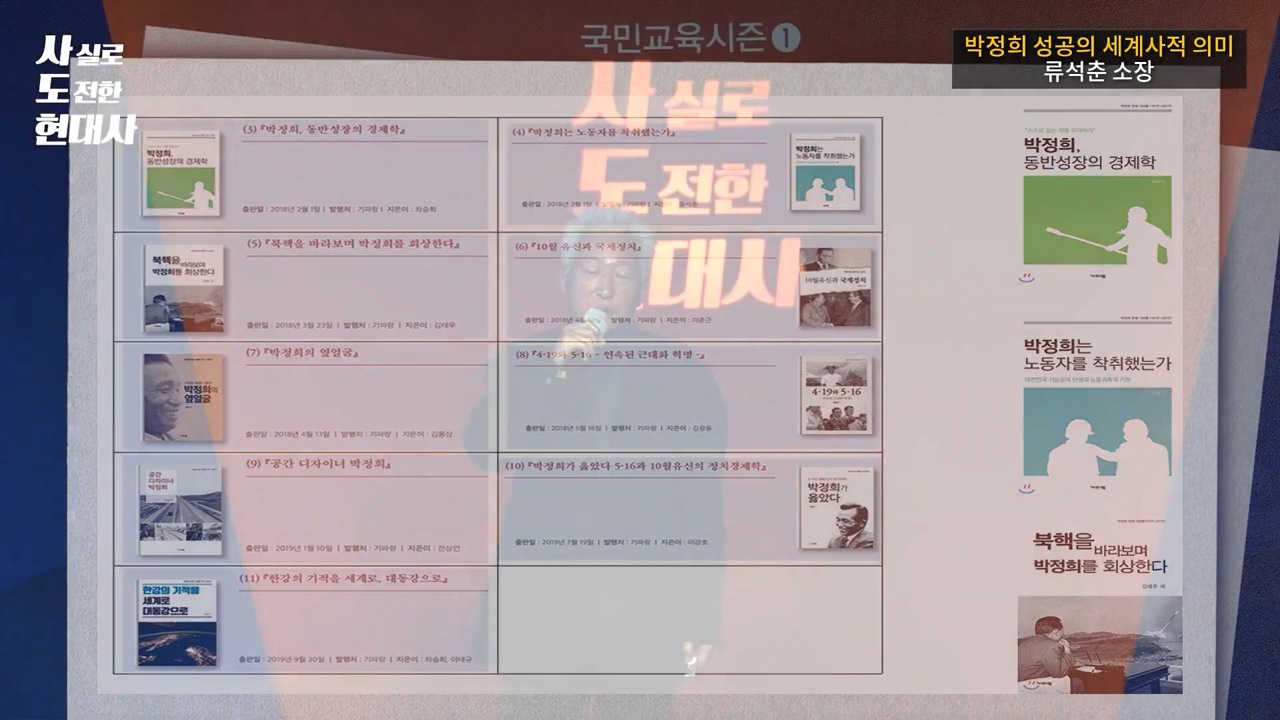 국민교육시즌 1
사실로
도전한
현대사
박정희 성공의 세계사적 의미
류석춘 소장
사 실로
도 전한
대사
(3) 『박정희, 동반성장의 경제학』
박정희,
동반성장의 경제학
출판일 : 2018년 2월 1일 | 발행처 : 기파랑 | 지은이 : 좌승희
(4) 『박정희는 노동자를 착취했는가』
박정희는
노동자를 착취했는가
출판일 : 2018년 2월 1일
(5) 『북핵을 바라보며 박정희를 회상한다』
북핵을 바라보며
박정희를 회상한다
출판일 : 2018년 3월 23일 | 발행처 : 기파랑 | 지은이 : 김태우
(6) 『10월 유신과 국제정치』
10월유신과 국제정치
발행처 : 기파랑 | 지은이 : 이춘근
(7) 『박정희의 옆얼굴』
박정희의
옆얼굴
출판일 : 2018년 4월 13일 | 발행처 : 기파랑 | 지은이 : 김용삼
(8) 『4·19와 5·16 - 연속된 근대화 혁명 -』
4·19와 5·16
출판일 : 2018년 5월 16일 | 발행처 : 기파랑 | 지은이 : 김광동
(9) 『공간 디자이너 박정희』
공간
디자이너
박정희
출판일 : 2019년 1월 10일 | 발행처 : 기파랑 | 지은이 : 전상인
(10) 『박정희가 옳았다 5·16과 10월유신의 정치경제학』
박정희가
옳았다
출판일 : 2019년 7월 19일 | 발행처 : 기파랑 | 지은이 : 이강호
(11) 『한강의 기적을 세계로, 대동강으로』
한강의 기적을
세계로
대동강으로
출판일 : 2019년 9월 30일 | 발행처 : 기파랑 | 지은이 : 좌승희, 이태규
박정희,
동반성장의 경제학
기파랑
박정희는
노동자를 착취했는가
기파랑
북핵을 바라보며
박정희를 회상한다
기파랑